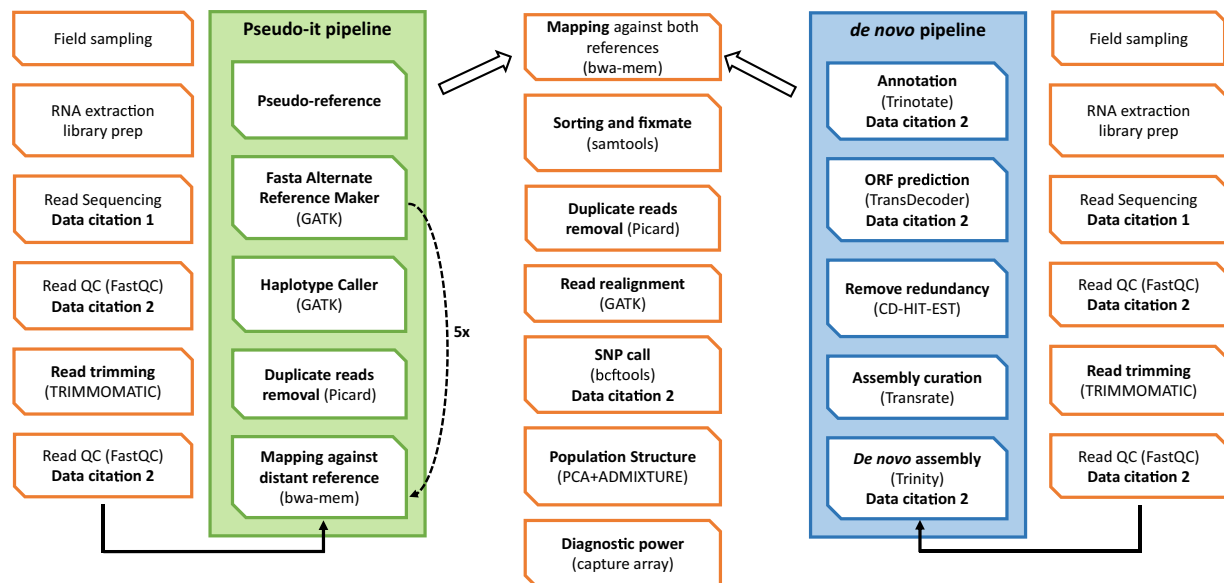 Field sampling
RNA extraction
library prep
Read Sequencing
Data citation 1
Read QC (FastQC)
Data citation 2
Read trimming
(TRIMMOMATIC)
Read QC (FastQC)
Data citation 2
Pseudo-it pipeline
Pseudo-reference
Fasta Alternate
Reference Maker
(GATK)
Haplotype Caller
(GATK)
Duplicate reads
removal (Picard)
Mapping against
distant reference
(bwa-mem)
5x
Mapping against both
references
(bwa-mem)
Sorting and fixmate
(samtools)
Duplicate reads
removal (Picard)
Read realignment
(GATK)
SNP call
(bcftools)
Data citation 2
Population Structure
(PCA+ADMIXTURE)
Diagnostic power
(capture array)
de novo pipeline
Annotation
(Trinotate)
Data citation 2
ORF prediction
(TransDecoder)
Data citation 2
Remove redundancy
(CD-HIT-EST)
Assembly curation
(Transrate)
De novo assembly
(Trinity)
Data citation 2
Field sampling
RNA extraction
library prep
Read Sequencing
Data citation 1
Read QC (FastQC)
Data citation 2
Read trimming
(TRIMMOMATIC)
Read QC (FastQC)
Data citation 2